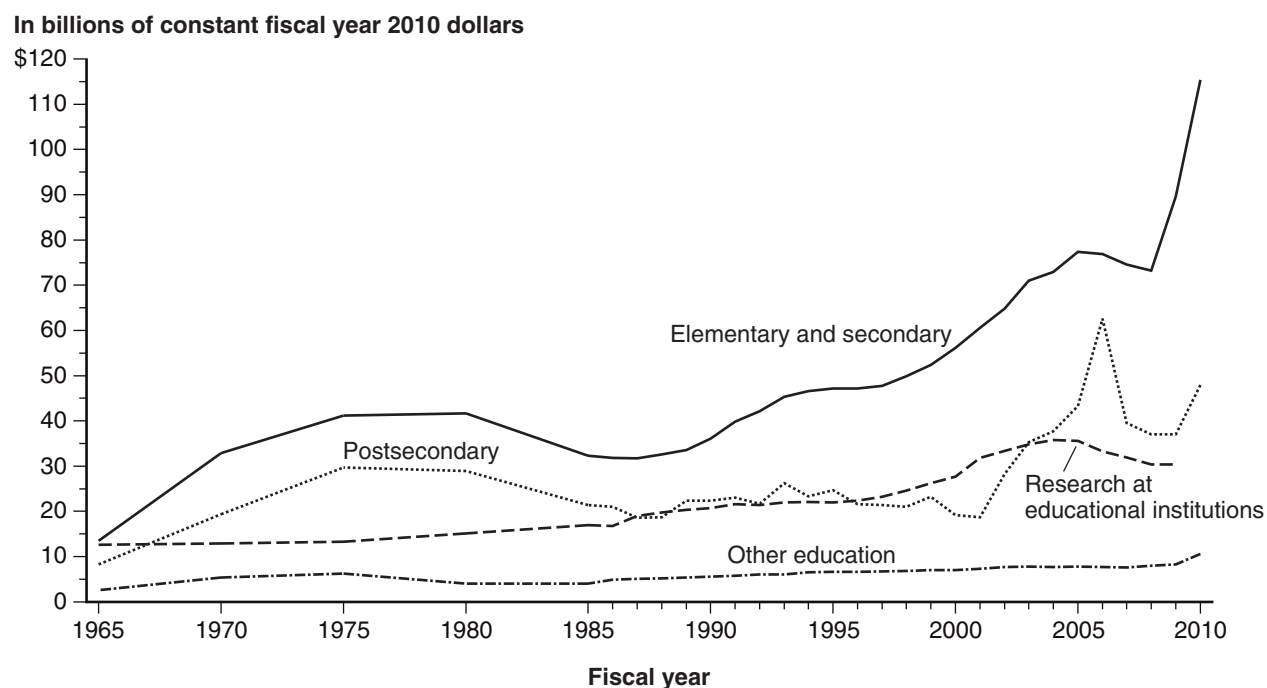 In billions of constant fiscal year 2010 dollars
$120
110
100
90
80
70
60
50
40
30
20
10
0
Elementary and secondary
Postsecondary
Research at
educational institutions
Other education
1965 1970 1975 1980 1985 1990 1995 2000 2005 2010
Fiscal year